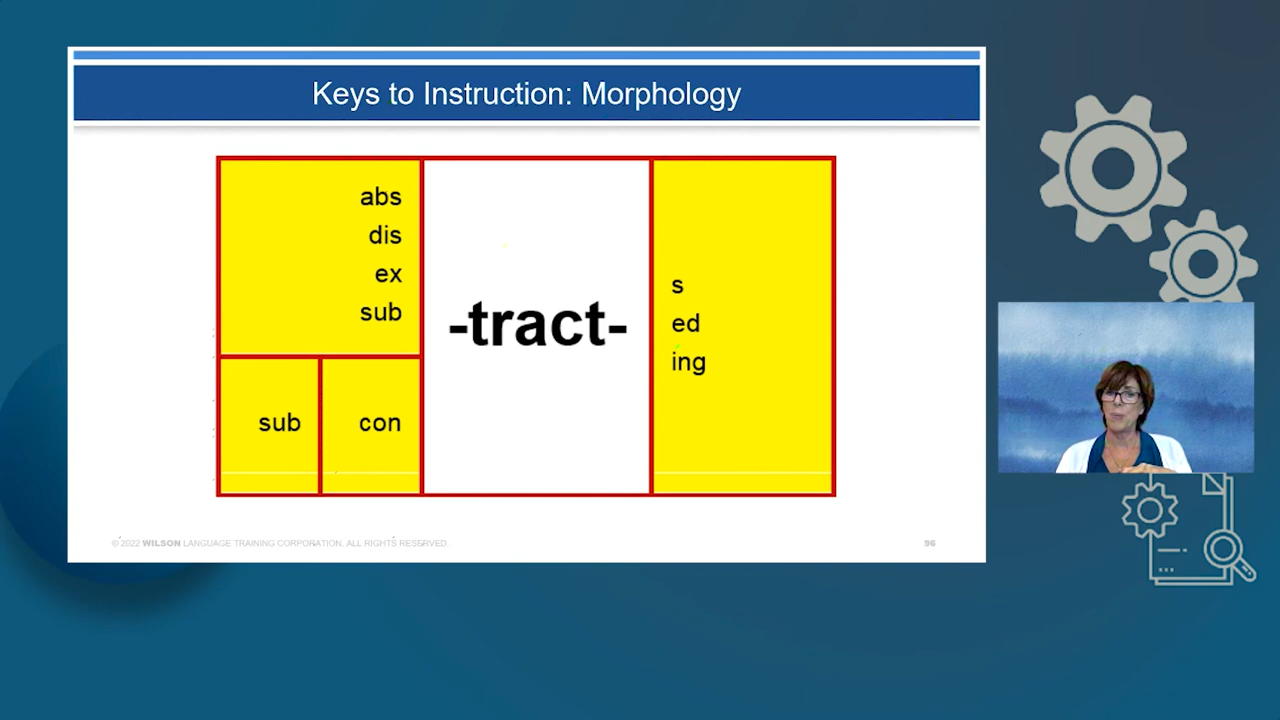 Keys to Instruction: Morphology
abs
dis
ex
sub
sub con
-tract-
s
ed
ing
© 2022 WILSON LANGUAGE TRAINING CORPORATION. ALL RIGHTS RESERVED.
96